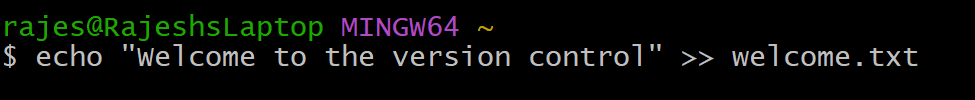 rajes@RajeshsLaptop MINGW64 ~
$ echo "Welcome to the version control" >> welcome.txt